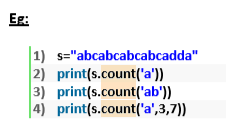 Eg:
1) s="abcabcabcabcadda"
2) print(s.count('a'))
3) print(s.count('ab'))
4) print(s.count('a',3,7))